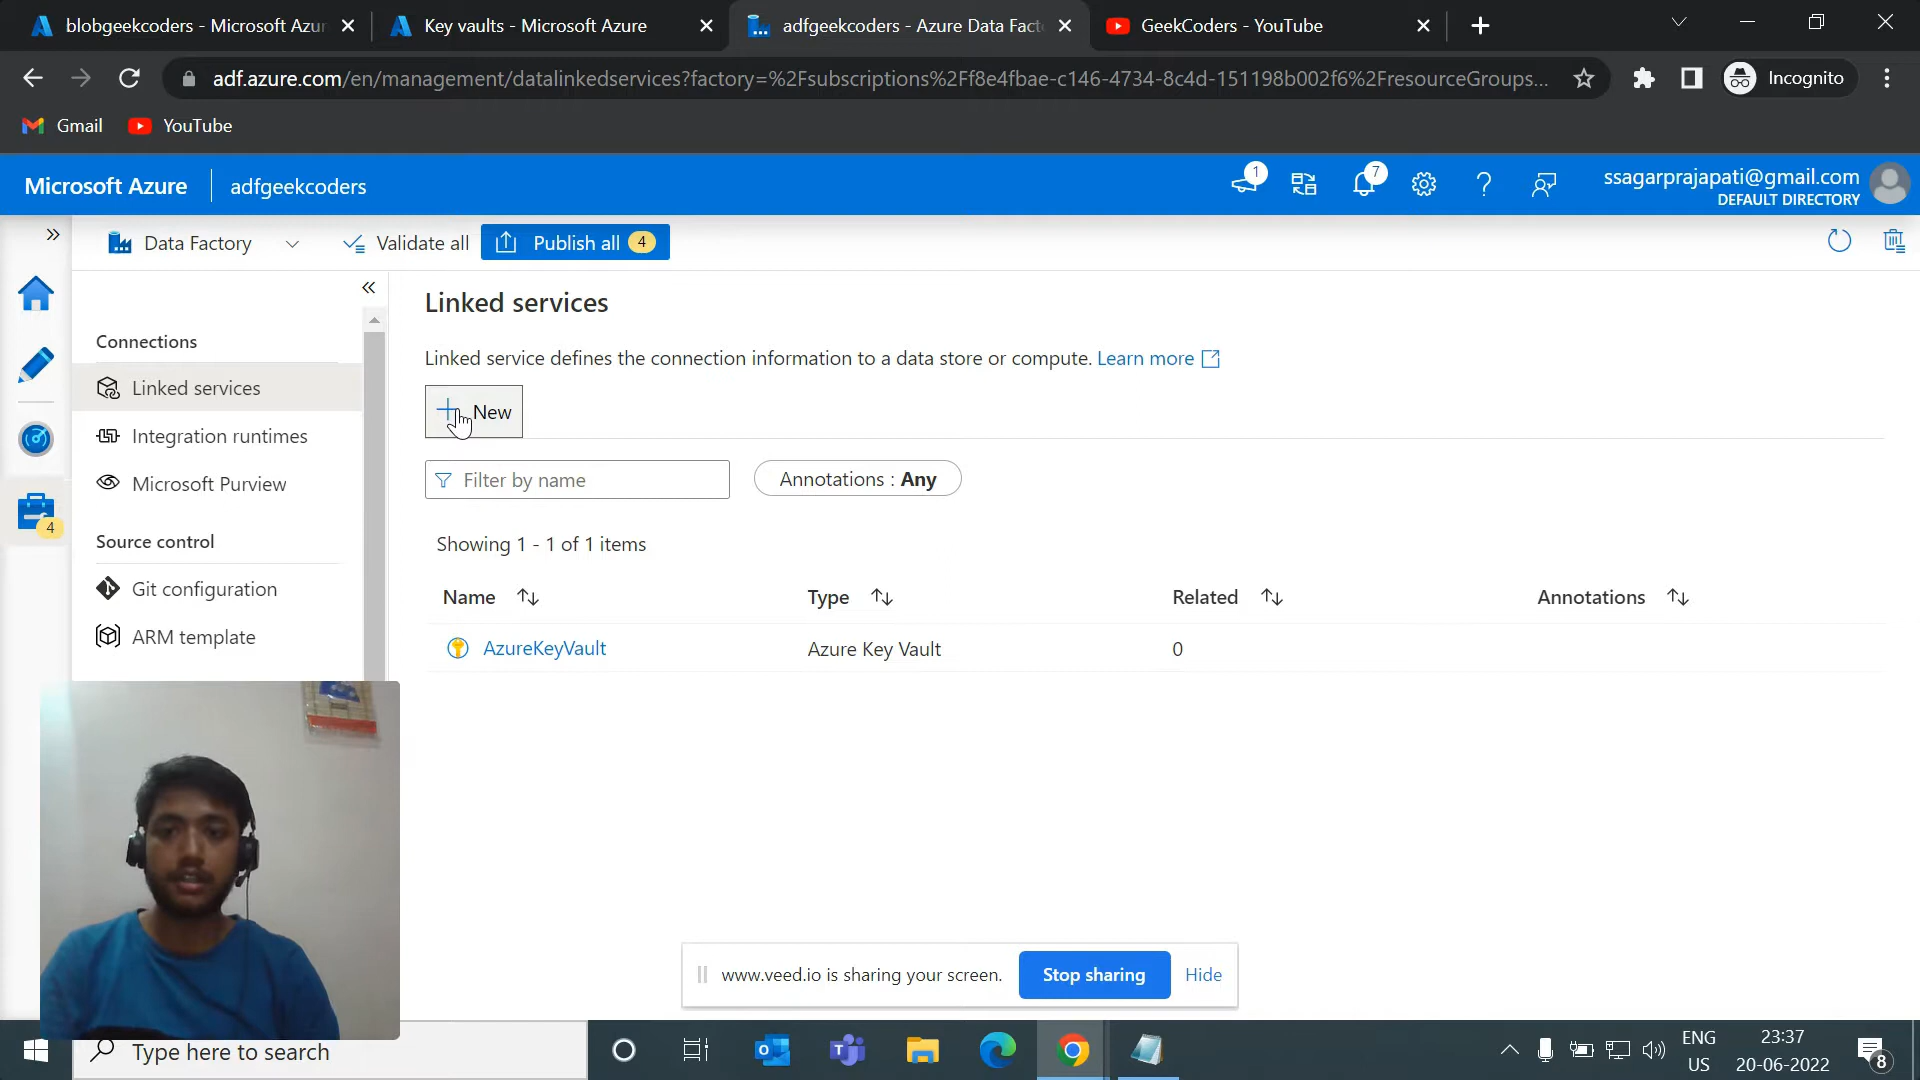 blobgeekcoders - Microsoft Azur
Key vaults - Microsoft Azure
adfgeekcoders - Azure Data Fact
GeekCoders - YouTube
adf.azure.com/en/management/datalinkedservices?factory=%2Fsubscriptions%2Ff8e4fbae-c146-4734-8c4d-151198b002f6%2FresourceGroups...
Incognito
Gmail
YouTube
Microsoft Azure
adfgeekcoders
1
7
ssagarprajapati@gmail.com
DEFAULT DIRECTORY
Data Factory
Validate all
Publish all 4
Linked services
Linked service defines the connection information to a data store or compute. Learn more
Connections
Linked services
Integration runtimes
Microsoft Purview
Source control
Git configuration
ARM template
4
New
Filter by name
Annotations : Any
Showing 1 - 1 of 1 items
Name
Type
Related
Annotations
AzureKeyVault
Azure Key Vault
0
www.veed.io is sharing your screen.
Stop sharing
Hide
Type here to search
ENG
US
23:37
20-06-2022
8